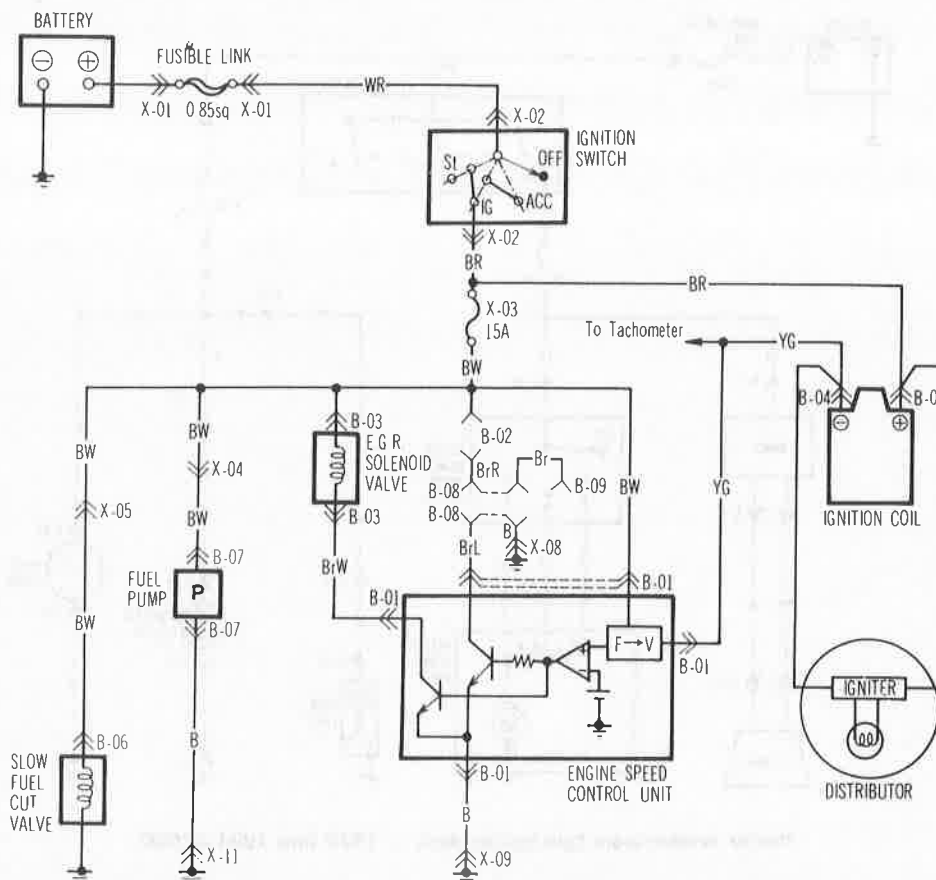 BATTERY
FUSIBLE LINK
X-01
0.85sq
X-01
WR
X-02
IGNITION
SWITCH
St
OFF
IG
ACC
X-02
BR
BR
X-03
15A
To Tachometer
YG
BW
B-04
BW
BW
B-03
E G R
SOLENOID
VALVE
B-02
BrR
Br
B-08
B-09
BW
YG
X-04
X-05
BW
B-03
B-08
B
X-08
IGNITION COIL
B-07
BrW
BrL
FUEL
PUMP
P
B-01
B-01
B-07
BW
F→V
B-01
IGNITER
B-06
B
SLOW
FUEL
CUT
VALVE
B-01
ENGINE SPEED
CONTROL UNIT
DISTRIBUTOR
B
X-11
X-09